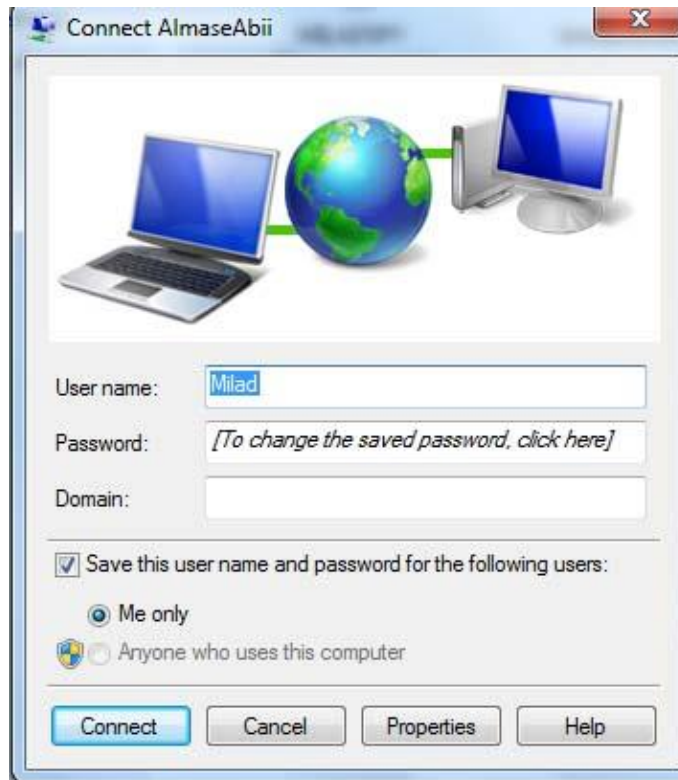 Connect AlmaseAbii
User name: Milad
Password: [To change the saved password, click here]
Domain:
Save this user name and password for the following users:
Me only
Anyone who uses this computer
Connect Cancel Properties Help